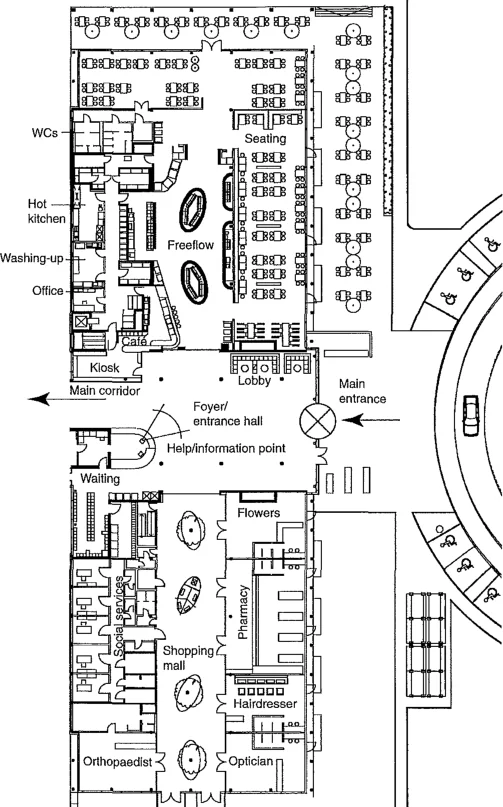 WCs
Seating
Hot
kitchen
Freeflow
Washing-up
Office
Café
Kiosk
Lobby
Main corridor
Main
entrance
Foyer/
entrance hall
Help/information point
Waiting
Flowers
Social services
Pharmacy
Shopping
mall
Hairdresser
Orthopaedist
Optician